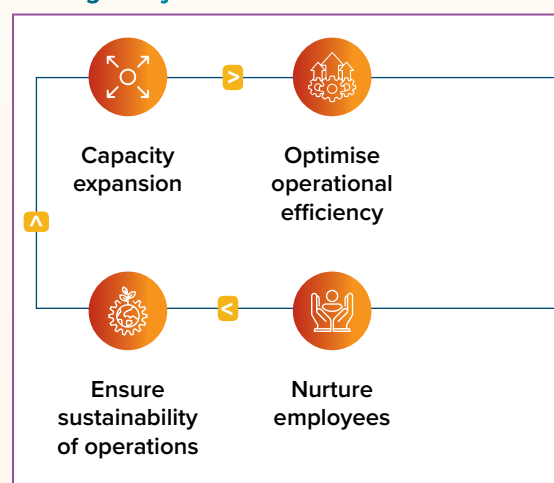 Capacity
expansion
Optimise
operational
efficiency
Ensure
sustainability
of operations
Nurture
employees